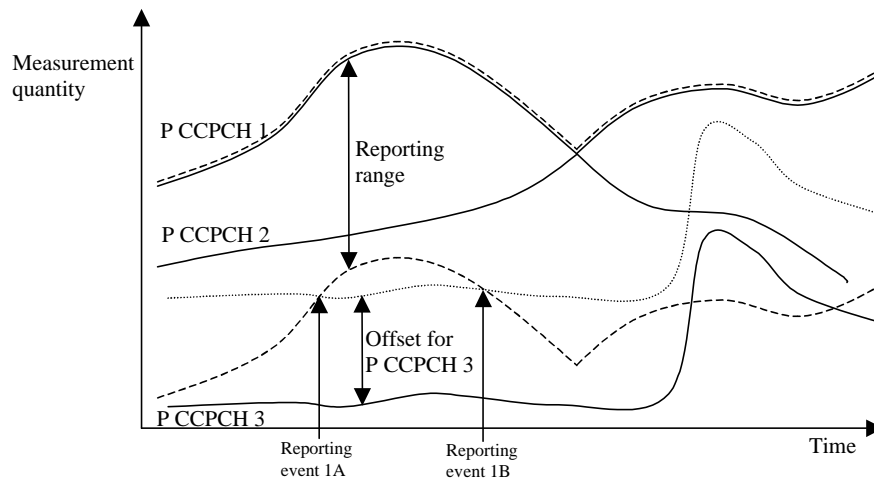 Measurement
quantity
P CCPCH 1
Reporting
range
P CCPCH 2
Offset for
P CCPCH 3
P CCPCH 3
Time
Reporting
event 1A
Reporting
event 1B